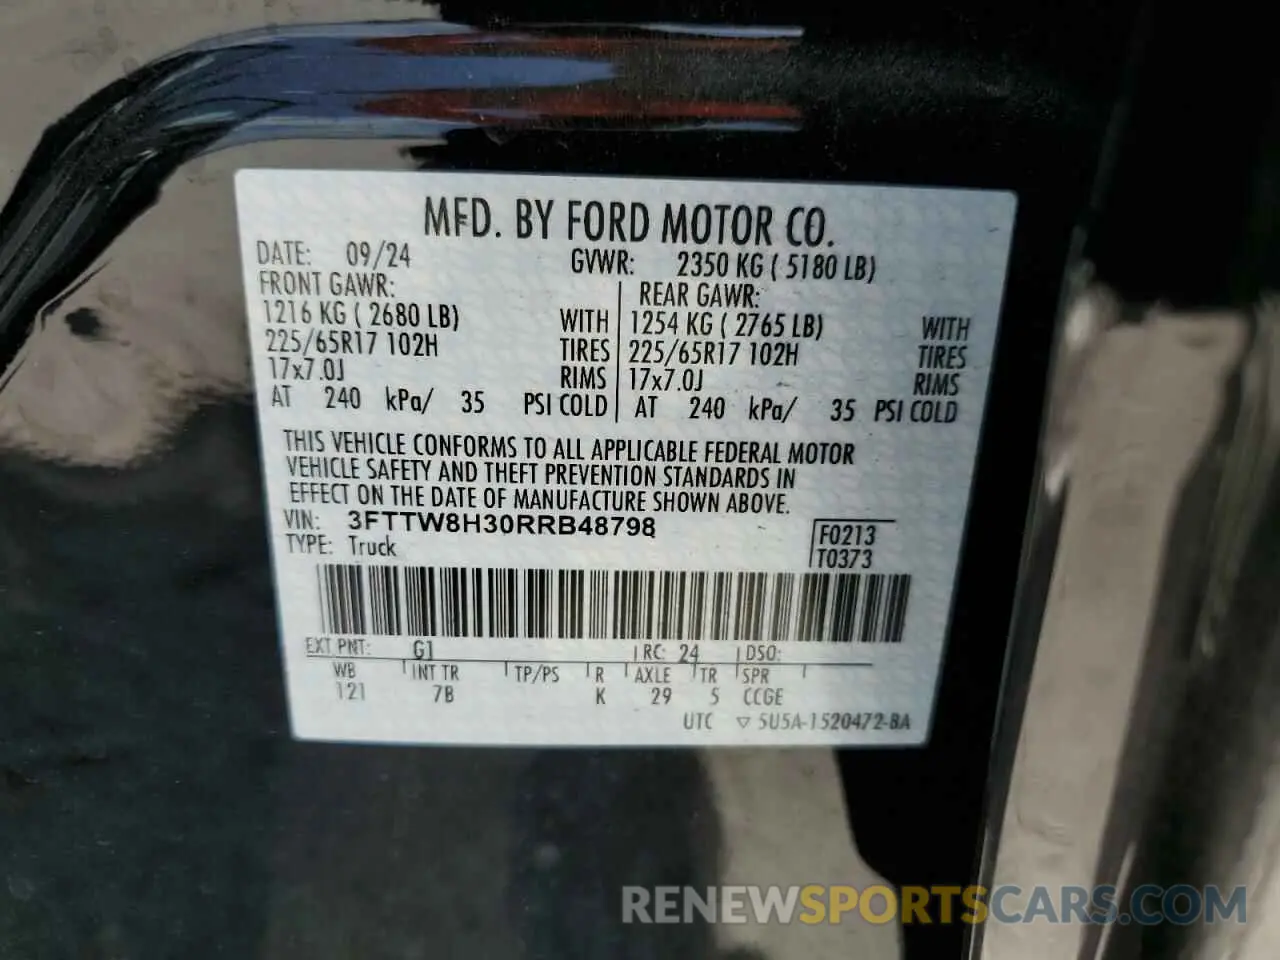 MFD. BY FORD MOTOR CO.
DATE: 09/24 GVWR: 2350 KG ( 5180 LB)
FRONT GAWR: REAR GAWR:
1216 KG ( 2680 LB) WITH 1254 KG ( 2765 LB) WITH
225/65R17 102H TIRES 225/65R17 102H TIRES
17x7.0J RIMS 17x7.0J RIMS
AT 240 kPa/ 35 PSI COLD AT 240 kPa/ 35 PSI COLD
THIS VEHICLE CONFORMS TO ALL APPLICABLE FEDERAL MOTOR
VEHICLE SAFETY AND THEFT PREVENTION STANDARDS IN
EFFECT ON THE DATE OF MANUFACTURE SHOWN ABOVE.
VIN: 3FTTW8H30RRB48798 F0213
TYPE: Truck T0373
EXT PNT: G1 RC: 24 DSO:
WB INT TR TP/PS R AXLE TR SPR
121 7B K 29 5 CCGE
UTC ▽ 5U5A-1520472-BA
RENEWSPORTSCARS.COM